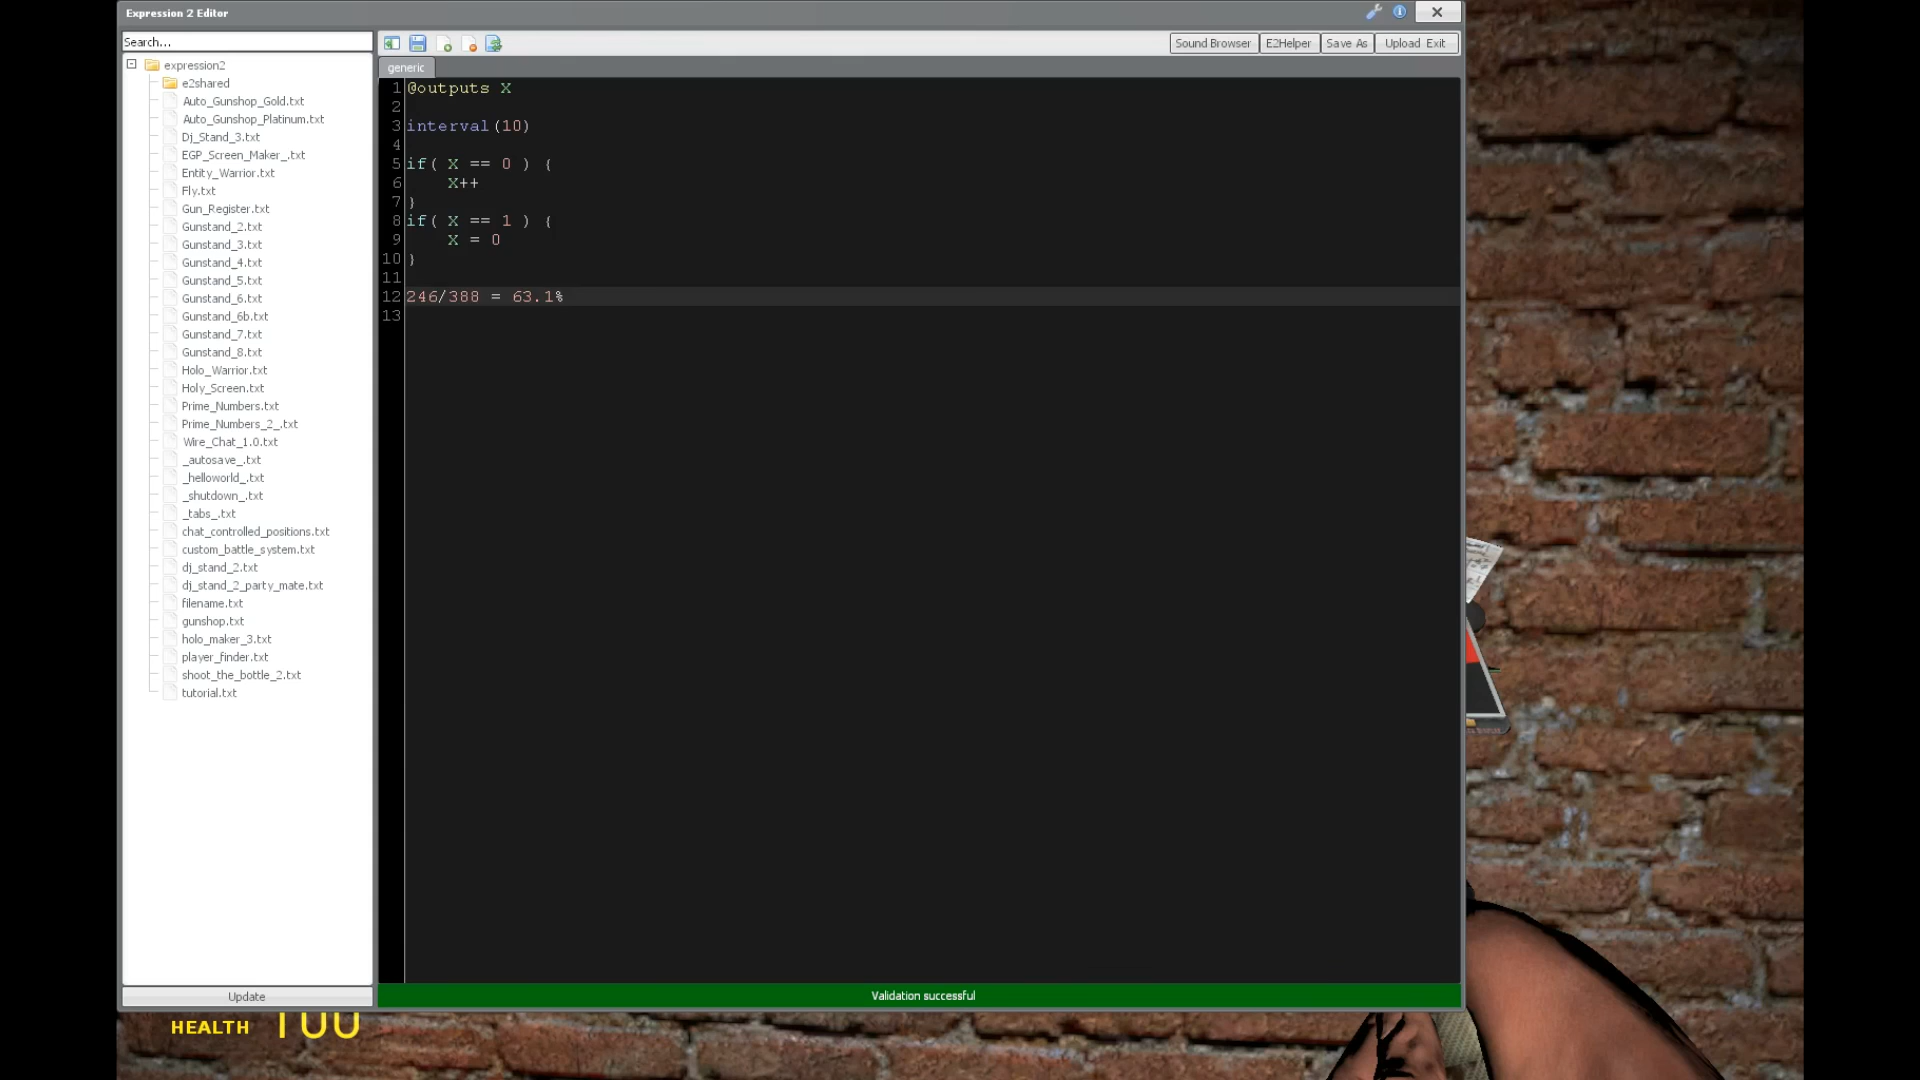 Expression 2 Editor
Search...
Sound Browser
E2Helper
Save As
Upload Exit
expression2
e2shared
Auto_Gunshop_Gold.txt
Auto_Gunshop_Platinum.txt
Dj_Stand_3.txt
EGP_Screen_Maker_.txt
Entity_Warrior.txt
Fly.txt
Gun_Register.txt
Gunstand_2.txt
Gunstand_3.txt
Gunstand_4.txt
Gunstand_5.txt
Gunstand_6.txt
Gunstand_6b.txt
Gunstand_7.txt
Gunstand_8.txt
Holo_Warrior.txt
Holy_Screen.txt
Prime_Numbers.txt
Prime_Numbers_2_.txt
Wire_Chat_1.0.txt
_autosave_.txt
_helloworld_.txt
_shutdown_.txt
_tabs_.txt
chat_controlled_positions.txt
custom_battle_system.txt
dj_stand_2.txt
dj_stand_2_party_mate.txt
filename.txt
gunshop.txt
holo_maker_3.txt
player_finder.txt
shoot_the_bottle_2.txt
tutorial.txt
Update
generic
1 @outputs X
2
3 interval(10)
4
5 if( X == 0 ) {
6 X++
7 }
8 if( X == 1 ) {
9 X = 0
10 }
11
12 246/388 = 63.1%
13
Validation successful
HEALTH 100